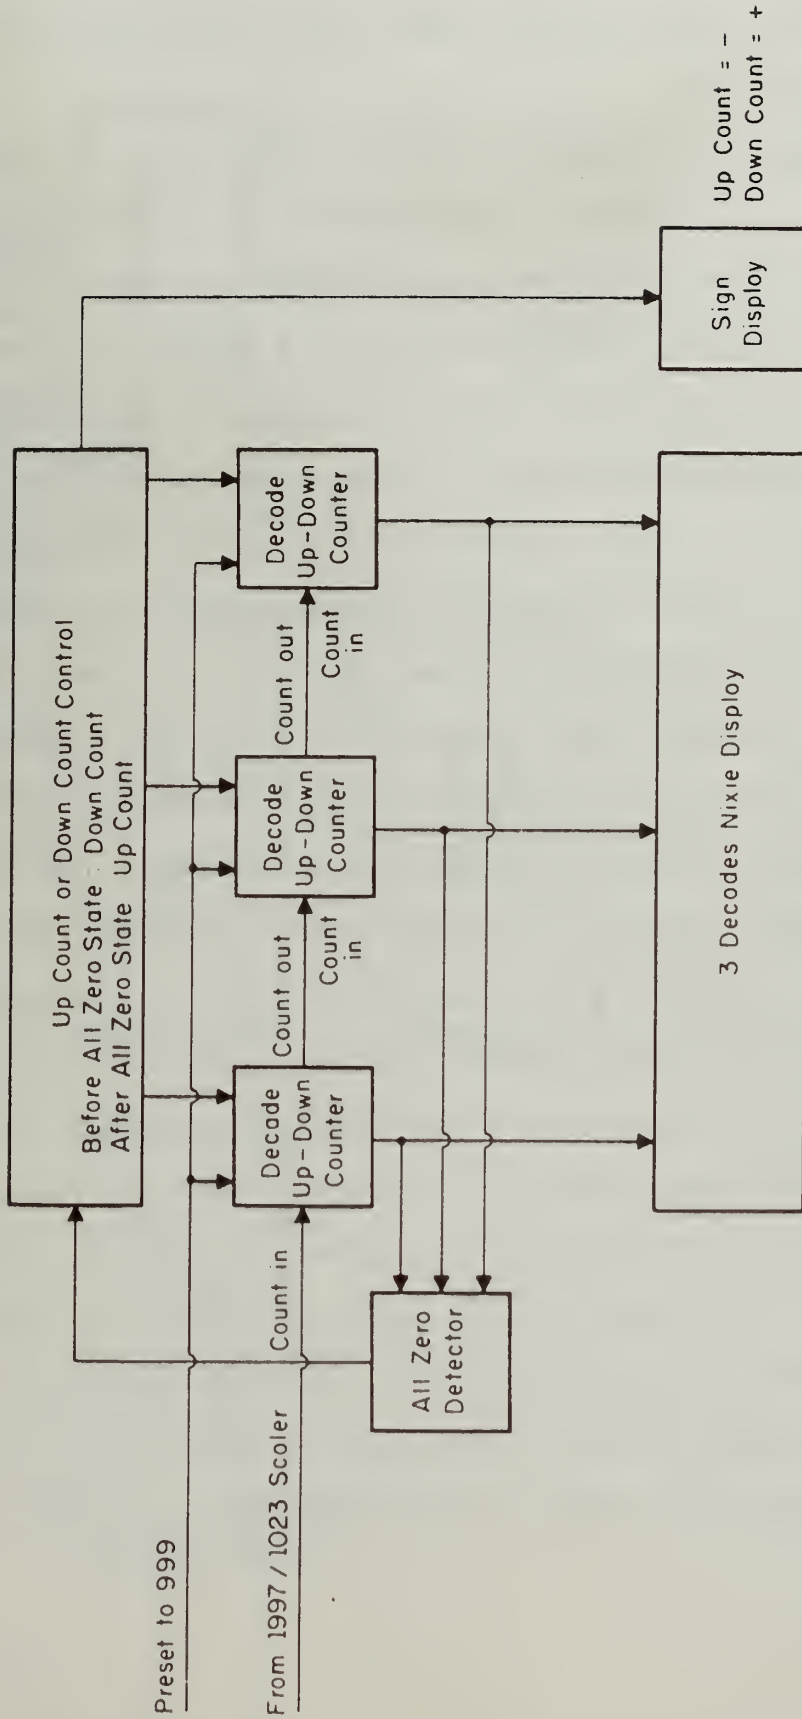 Up Count or Down Count Control
Before All Zero State : Down Count
After All Zero State Up Count
Preset to 999
From 1997 / 1023 Scaler
Count in
Decade
Up-Down
Counter
Count out
Count
in
Decade
Up-Down
Counter
Count out
Count
in
Decade
Up-Down
Counter
All Zero
Detector
3 Decades Nixie Display
Sign
Display
Up Count = -
Down Count = +